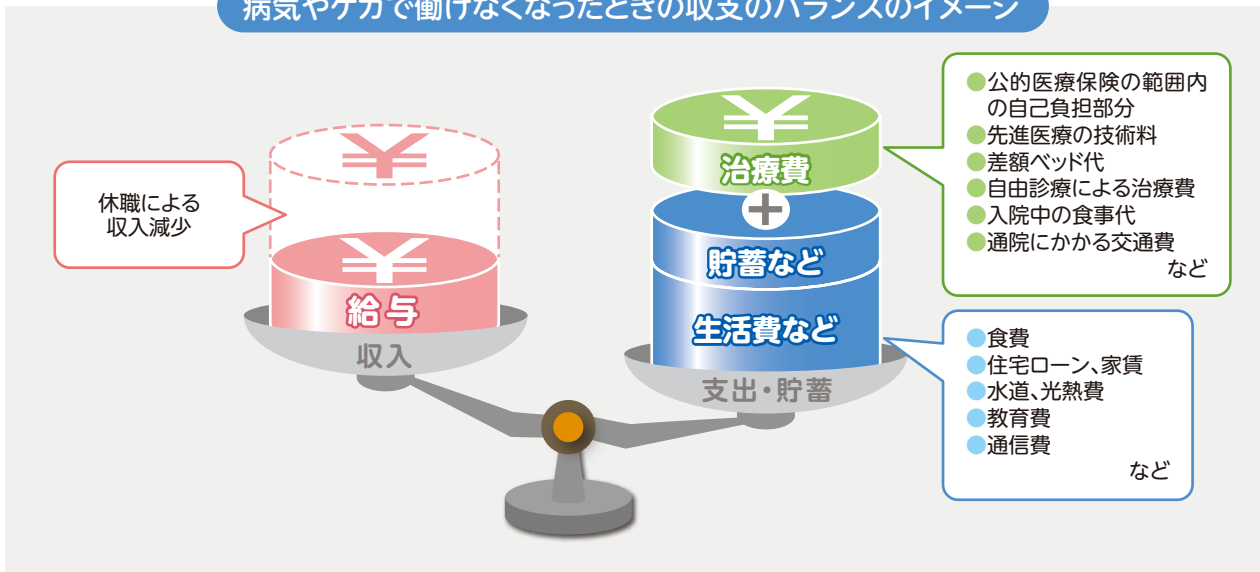 病気やケガで働けなくなったときの収支のバランスのイメージ
休職による
収入減少
¥
¥
給与
収入
¥
治療費
+
貯蓄など
生活費など
支出・貯蓄
●公的医療保険の範囲内
の自己負担部分
●先進医療の技術料
●差額ベッド代
●自由診療による治療費
●入院中の食事代
●通院にかかる交通費
など
●食費
●住宅ローン、家賃
●水道、光熱費
●教育費
●通信費
など